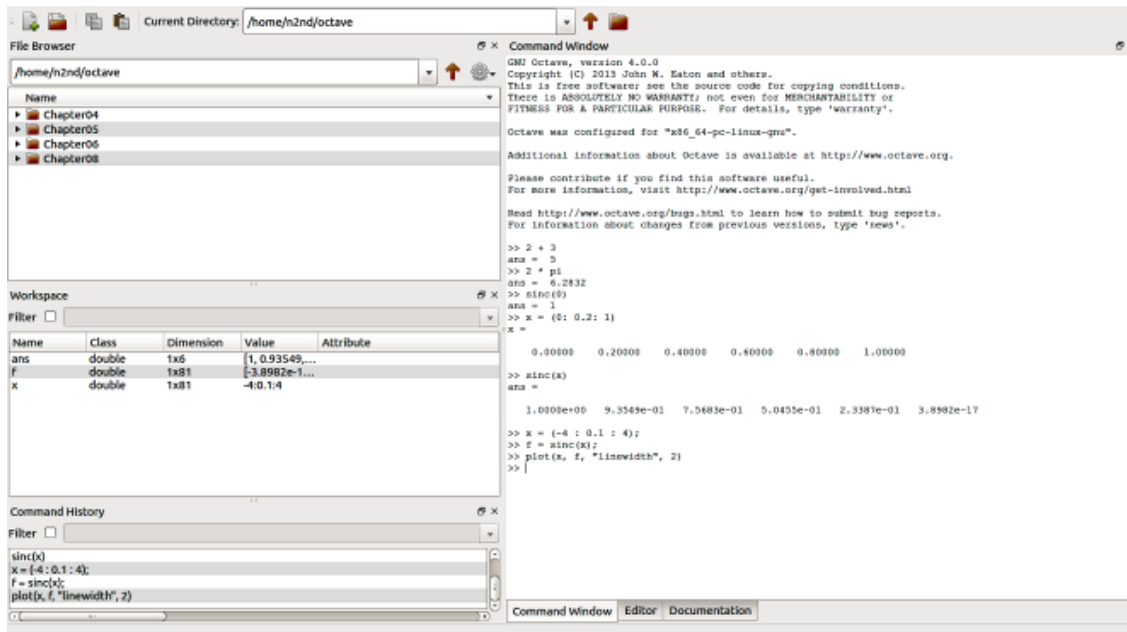 Current Directory: /home/n2nd/octave
File Browser
/home/n2nd/octave
Name
Chapter04
Chapter05
Chapter06
Chapter08
Workspace
Filter
Name Class Dimension Value Attribute
ans double 1x6 [1, 0.93549,...
f double 1x81 [-3.8982e-1...
x double 1x81 -4:0.1:4
Command History
Filter
sinc(x)
x = (-4 : 0.1 : 4);
f = sinc(x);
plot(x, f, "linewidth", 2)
Command Window
GNU Octave, version 4.0.0
Copyright (C) 2015 John W. Eaton and others.
This is free software; see the source code for copying conditions.
There is ABSOLUTELY NO WARRANTY; not even for MERCHANTABILITY or
FITNESS FOR A PARTICULAR PURPOSE.  For details, type 'warranty'.
Octave was configured for "x86_64-pc-linux-gnu".
Additional information about Octave is available at http://www.octave.org.
Please contribute if you find this software useful.
For more information, visit http://www.octave.org/get-involved.html
Read http://www.octave.org/bugs.html to learn how to submit bug reports.
For information about changes from previous versions, type 'news'.
>> 2 + 3
ans =  5
>> 2 * pi
ans =  6.2832
>> sinc(0)
ans =  1
>> x = (0: 0.2: 1)
x =
0.00000   0.20000   0.40000   0.60000   0.80000   1.00000
>> sinc(x)
ans =
1.0000e+00   9.3549e-01   7.5683e-01   5.0455e-01   2.3387e-01   3.8982e-17
>> x = (-4 : 0.1 : 4);
>> f = sinc(x);
>> plot(x, f, "linewidth", 2)
>>
Command Window Editor Documentation